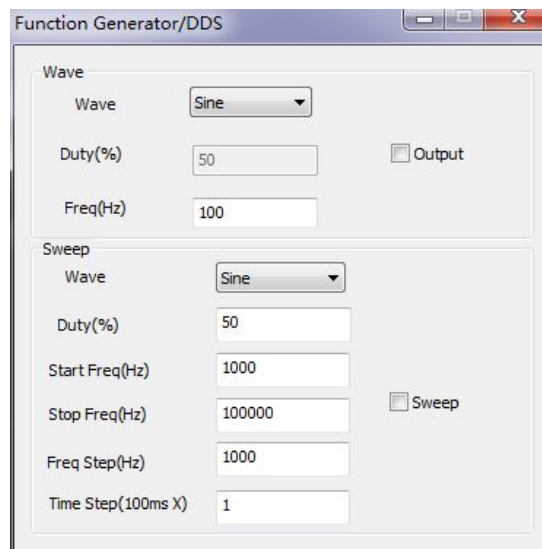 Function Generator/DDS
Wave
Wave Sine
Duty(%) 50 Output
Freq(Hz) 100
Sweep
Wave Sine
Duty(%) 50
Start Freq(Hz) 1000
Stop Freq(Hz) 100000 Sweep
Freq Step(Hz) 1000
Time Step(100ms X) 1